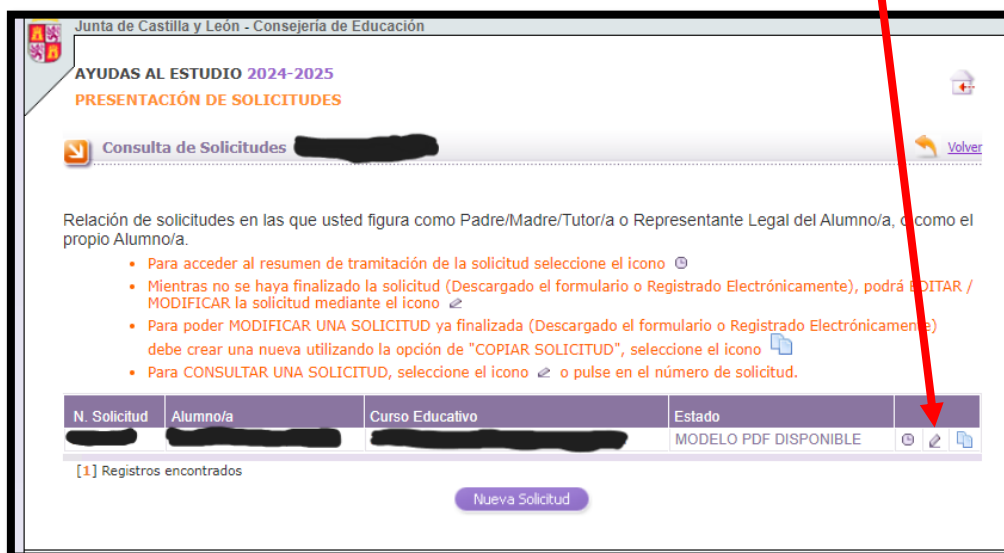 Junta de Castilla y León - Consejería de Educación
AYUDAS AL ESTUDIO 2024-2025
PRESENTACIÓN DE SOLICITUDES
Consulta de Solicitudes
Volver
Relación de solicitudes en las que usted figura como Padre/Madre/Tutor/a o Representante Legal del Alumno/a, o como el
propio Alumno/a.
• Para acceder al resumen de tramitación de la solicitud seleccione el icono
• Mientras no se haya finalizado la solicitud (Descargado el formulario o Registrado Electrónicamente), podrá EDITAR /
MODIFICAR la solicitud mediante el icono
• Para poder MODIFICAR UNA SOLICITUD ya finalizada (Descargado el formulario o Registrado Electrónicamente)
debe crear una nueva utilizando la opción de "COPIAR SOLICITUD", seleccione el icono
• Para CONSULTAR UNA SOLICITUD, seleccione el icono o pulse en el número de solicitud.
N. Solicitud Alumno/a Curso Educativo Estado
MODELO PDF DISPONIBLE
[1] Registros encontrados
Nueva Solicitud